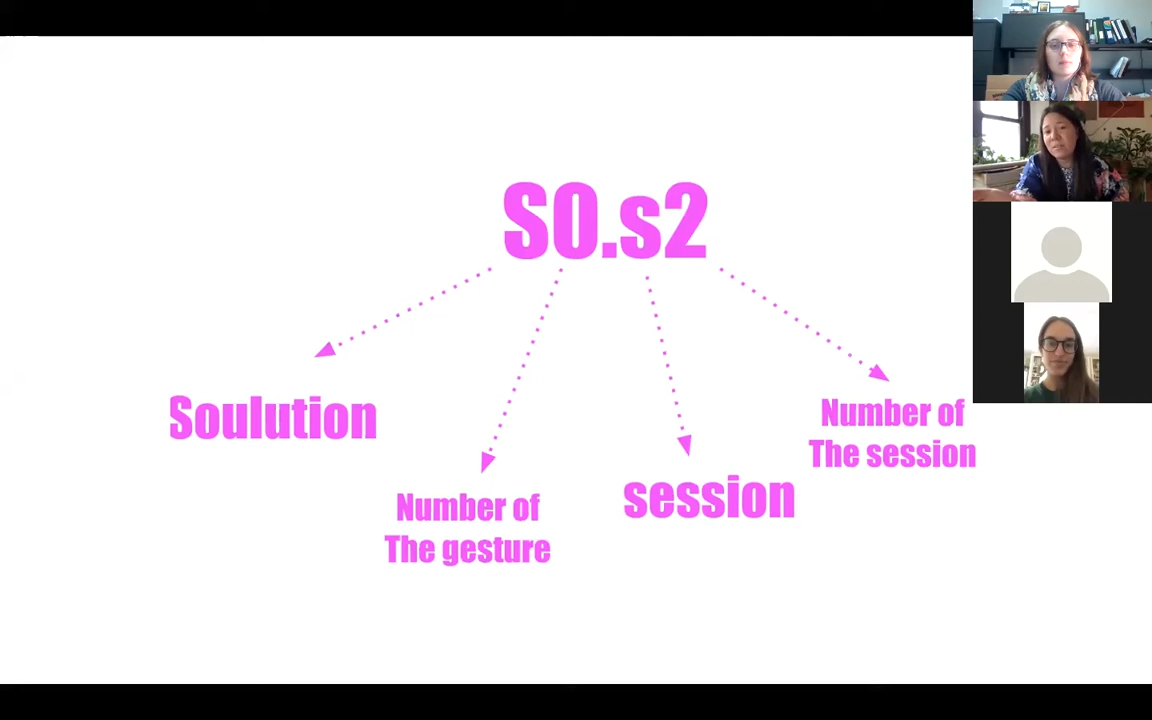 S0.s2
Soulution
Number of
The gesture
session
Number of
The session